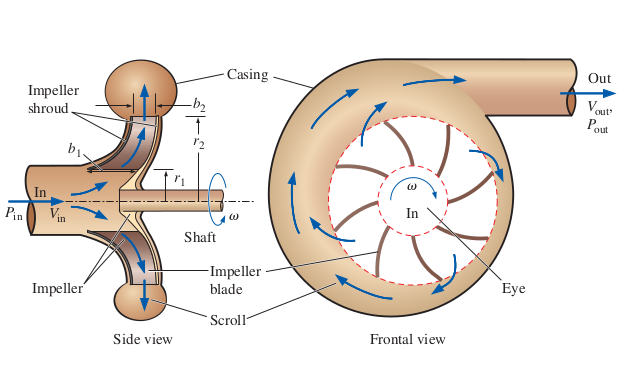 Impeller
shroud
Casing
b2
r2
b1
r1
In
Pin
Vin
ω
Shaft
Impeller
Impeller
blade
Scroll
Side view
Out
Vout,
Pout
ω
In
Eye
Frontal view